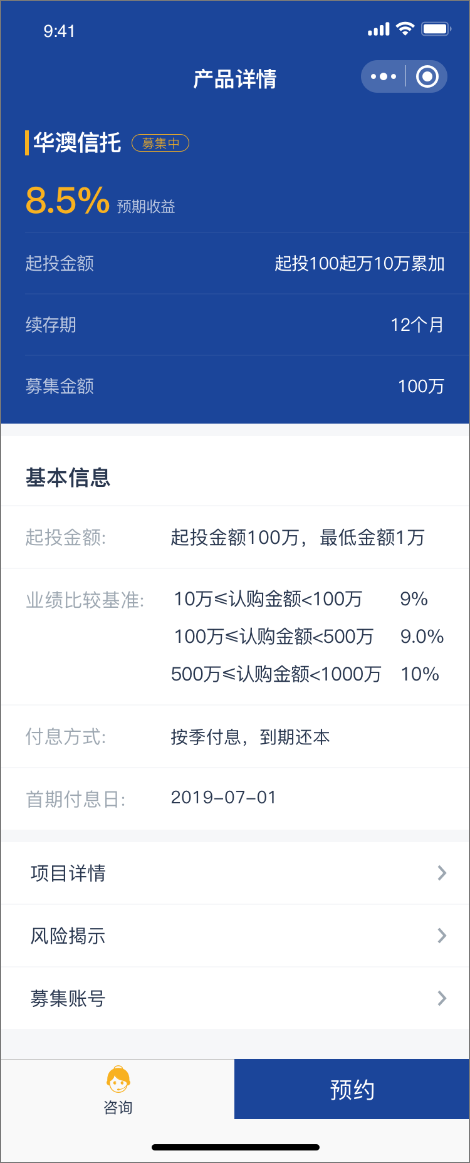 9:41
产品详情
华澳信托 募集中
8.5% 预期收益
起投金额 起投100起万10万累加
续存期 12个月
募集金额 100万
基本信息
起投金额: 起投金额100万，最低金额1万
业绩比较基准: 10万≤认购金额<100万 9%
100万≤认购金额<500万 9.0%
500万≤认购金额<1000万 10%
付息方式: 按季付息，到期还本
首期付息日: 2019-07-01
项目详情
风险揭示
募集账号
咨询 预约